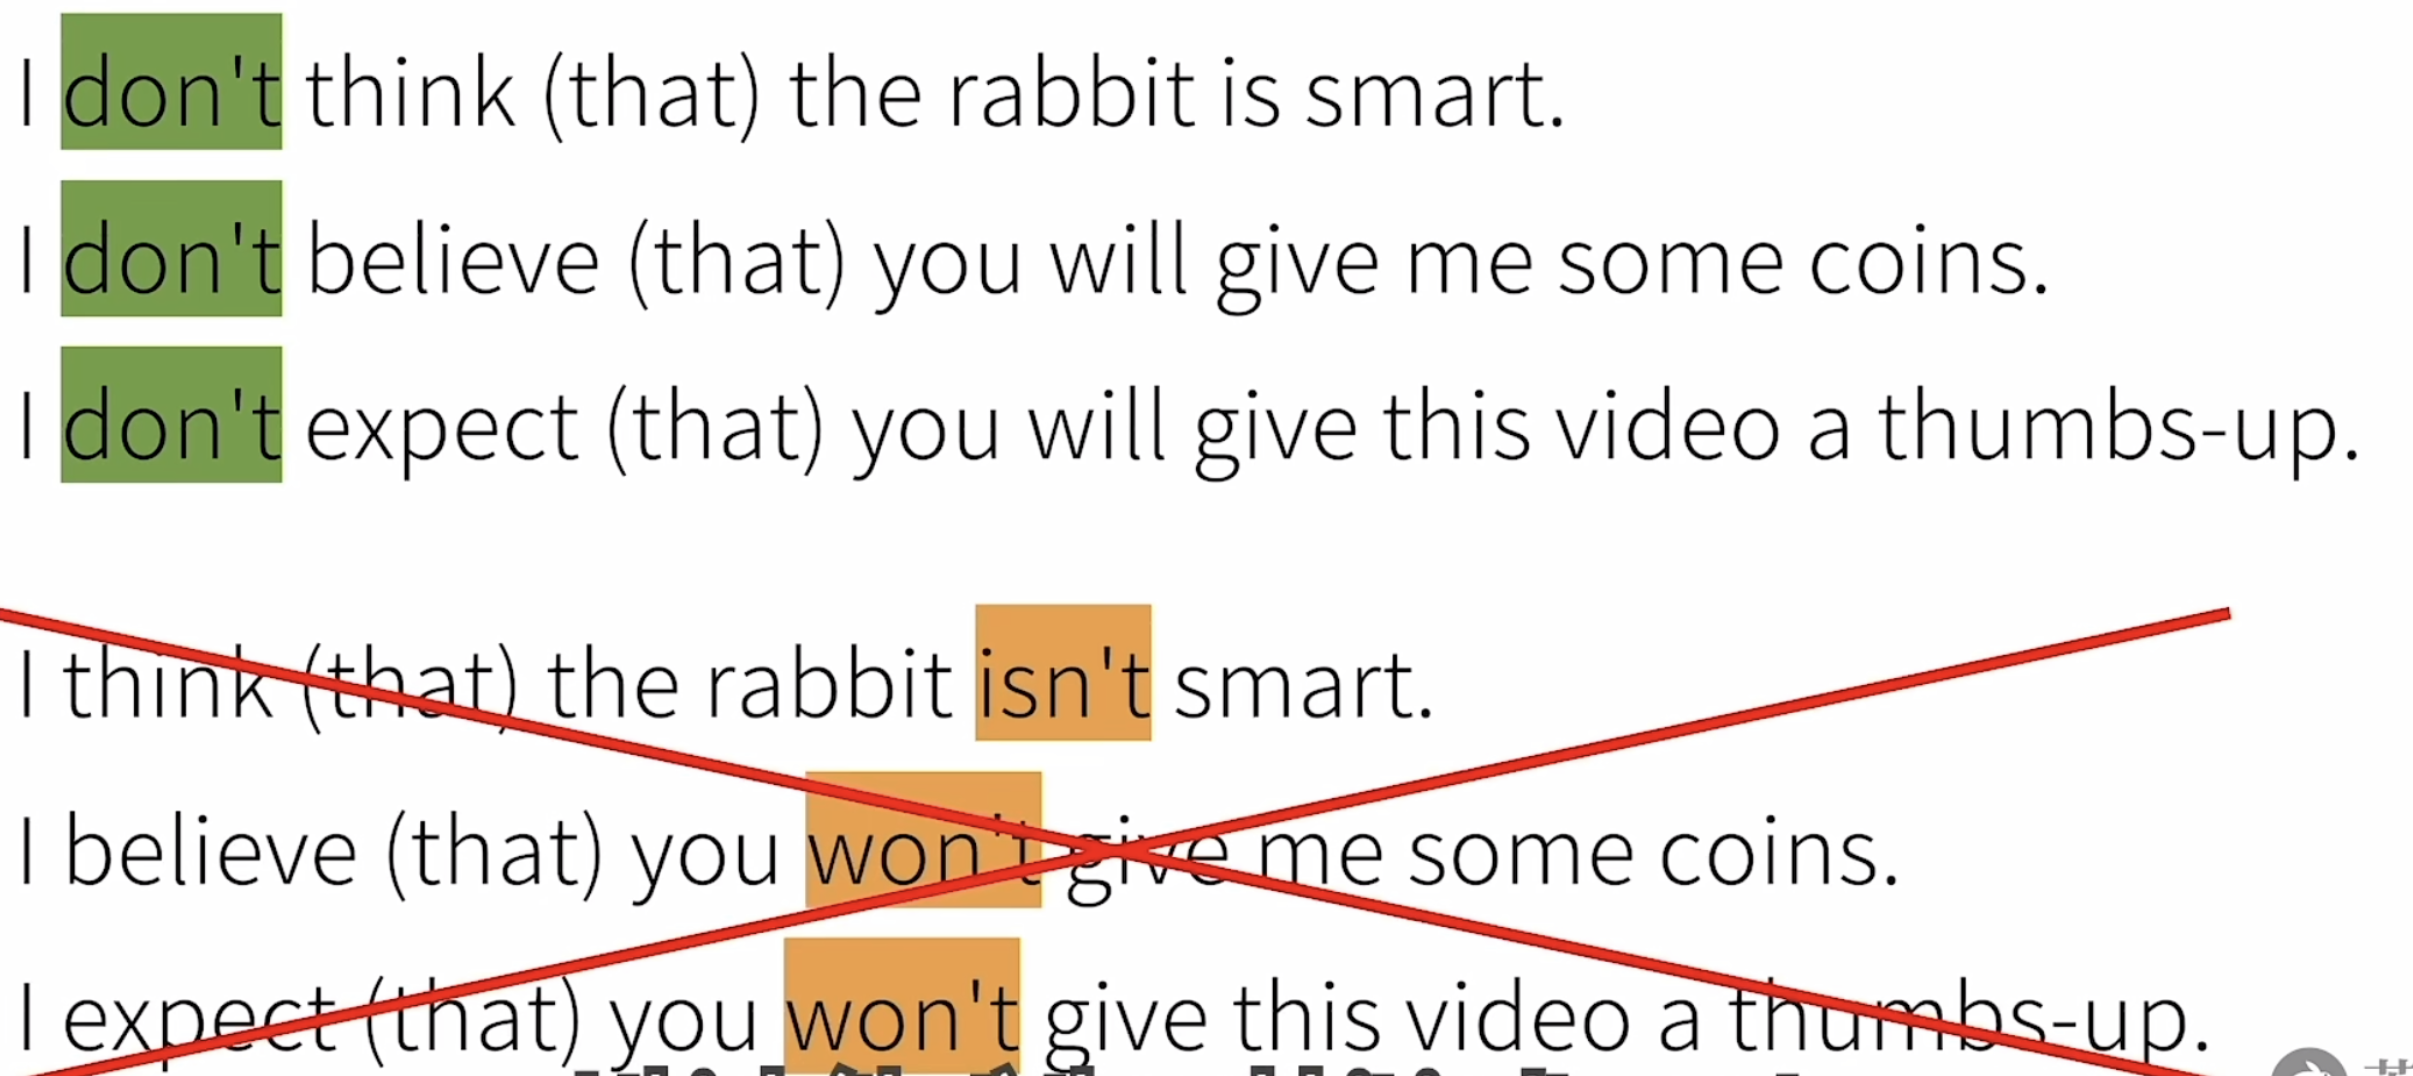 I don't think (that) the rabbit is smart.
I don't believe (that) you will give me some coins.
I don't expect (that) you will give this video a thumbs-up.
I think (that) the rabbit isn't smart.
I believe (that) you won't give me some coins.
I expect (that) you won't give this video a thumbs-up.